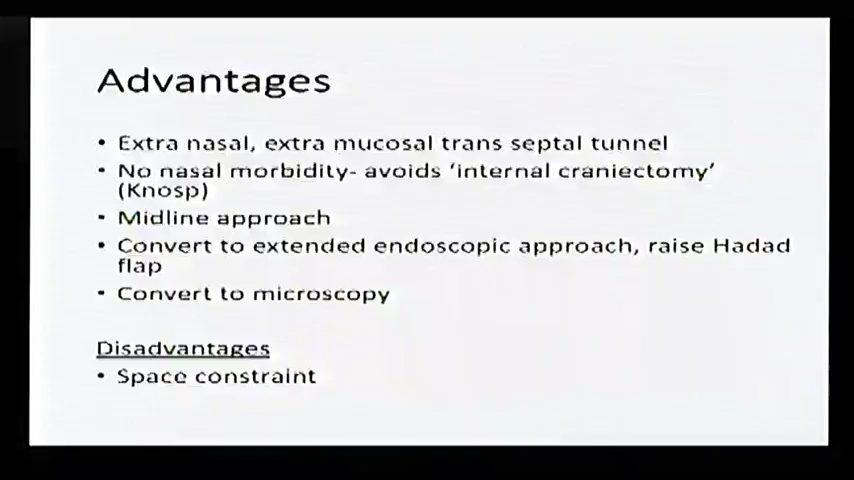 Advantages
• Extra nasal, extra mucosal trans septal tunnel
• No nasal morbidity- avoids ‘internal craniectomy’
(Knosp)
• Midline approach
• Convert to extended endoscopic approach, raise Hadad
flap
• Convert to microscopy
Disadvantages
• Space constraint